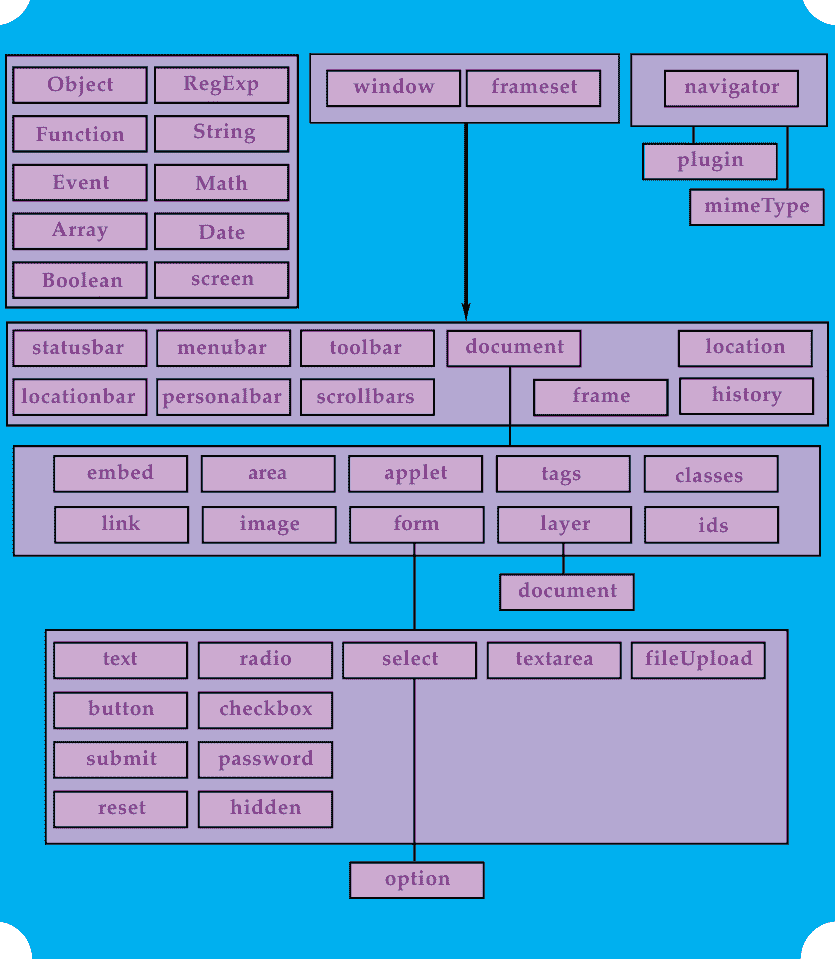 Object RegExp
Function String
Event Math
Array Date
Boolean screen
window frameset
navigator
plugin
mimeType
statusbar menubar toolbar document location
locationbar personalbar scrollbars frame history
embed area applet tags classes
link image form layer ids
document
text radio select textarea fileUpload
button checkbox
submit password
reset hidden
option